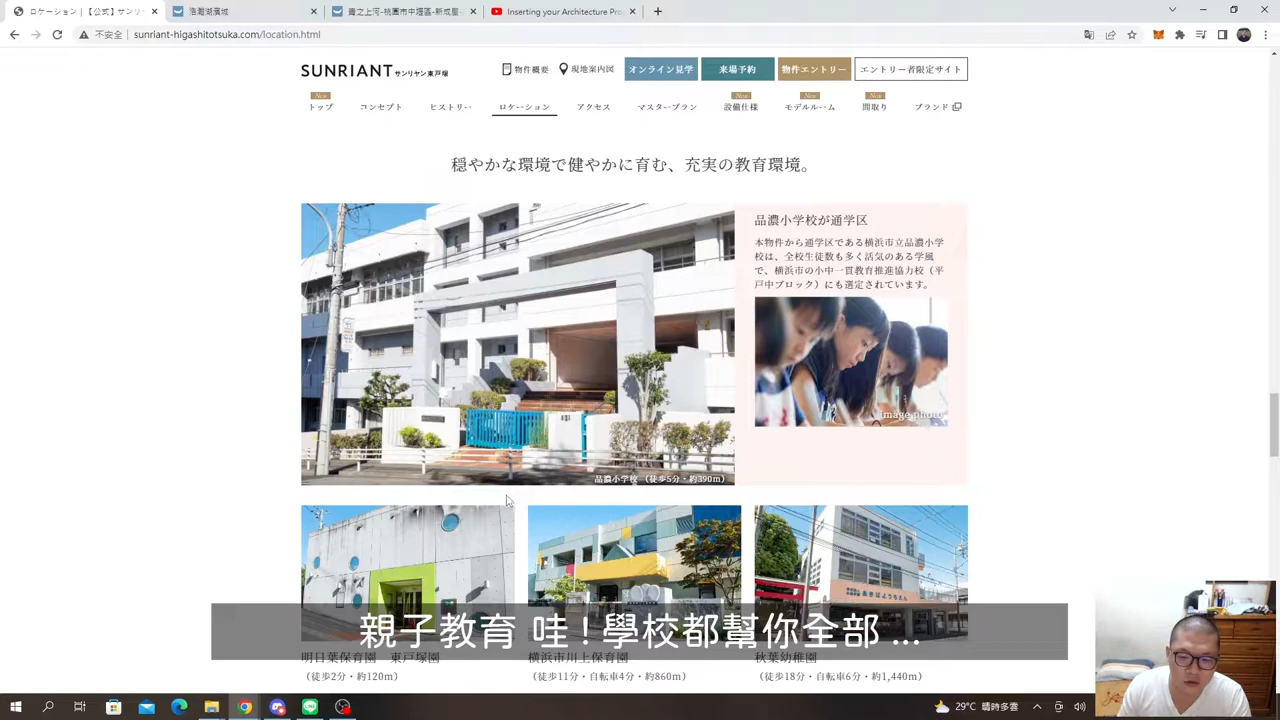 ロケーション | 【公式】サンリ
浩瀚湖濱城
青之上河-桃園市中壢區-新成屋
Inserting your Architecture Pro
不安全
sunriant-higashitotsuka.com/location.html
SUNRIANT サンリヤン東戸塚
物件概要
現地案内図
オンライン見学
来場予約
物件エントリー
エントリー者限定サイト
New
New
New
New
トップ
コンセプト
ヒストリー
ロケーション
アクセス
マスタープラン
設備仕様
モデルルーム
間取り
ブランド
穏やかな環境で健やかに育む、充実の教育環境。
品濃小学校が通学区
本物件から通学区である横浜市立品濃小学
校は、全校生徒数も多く活気のある学風
で、横浜市の小中一貫教育推進協力校（平
戸中ブロック）にも選定されています。
image photo
品濃小学校 （徒歩5分・約390m）
親子教育 哇！學校都幫你全部 ...
明日葉保育園　東戸塚園
横浜市川上保育園
秋葉幼稚園
（徒歩2分・約120m）
（徒歩11分・自転車4分・約860m）
（徒歩18分・自転車6分・約1,440m）
29°C 晴時多雲